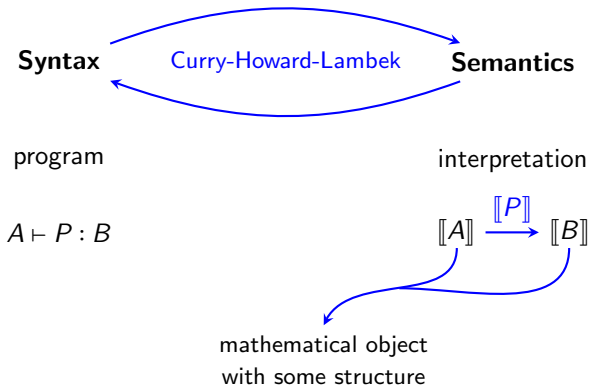 Syntax Curry-Howard-Lambek Semantics
program interpretation
A ⊢ P : B ⟦A⟧ ⟦P⟧ ⟦B⟧
mathematical object
with some structure